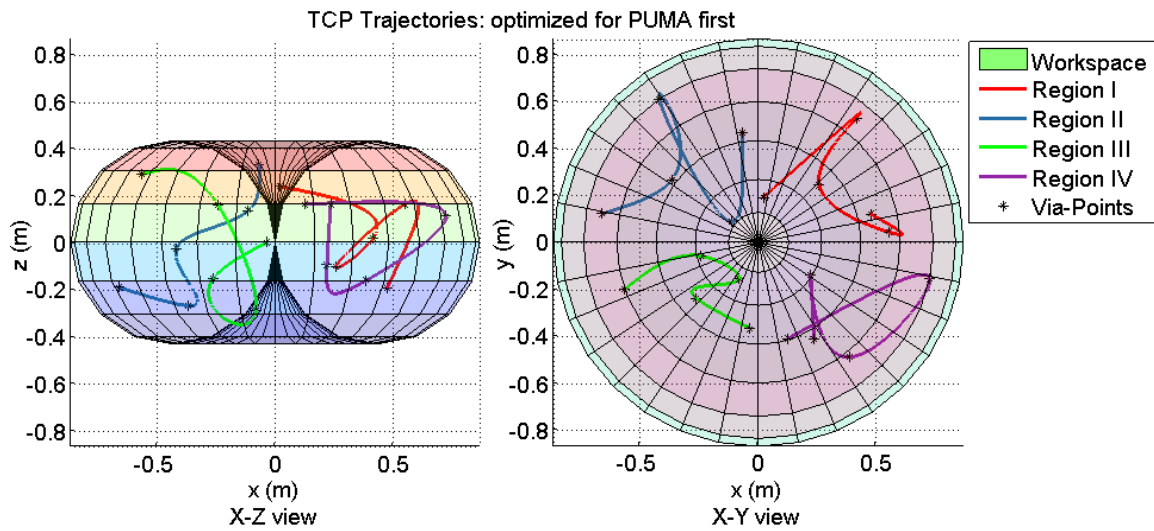 TCP Trajectories: optimized for PUMA first
0.8
0.6
0.4
0.2
0
-0.2
-0.4
-0.6
-0.8
z (m)
-0.5
0
0.5
x (m)
X-Z view
0.8
0.6
0.4
0.2
0
-0.2
-0.4
-0.6
-0.8
y (m)
-0.5
0
0.5
x (m)
X-Y view
Workspace
Region I
Region II
Region III
Region IV
Via-Points